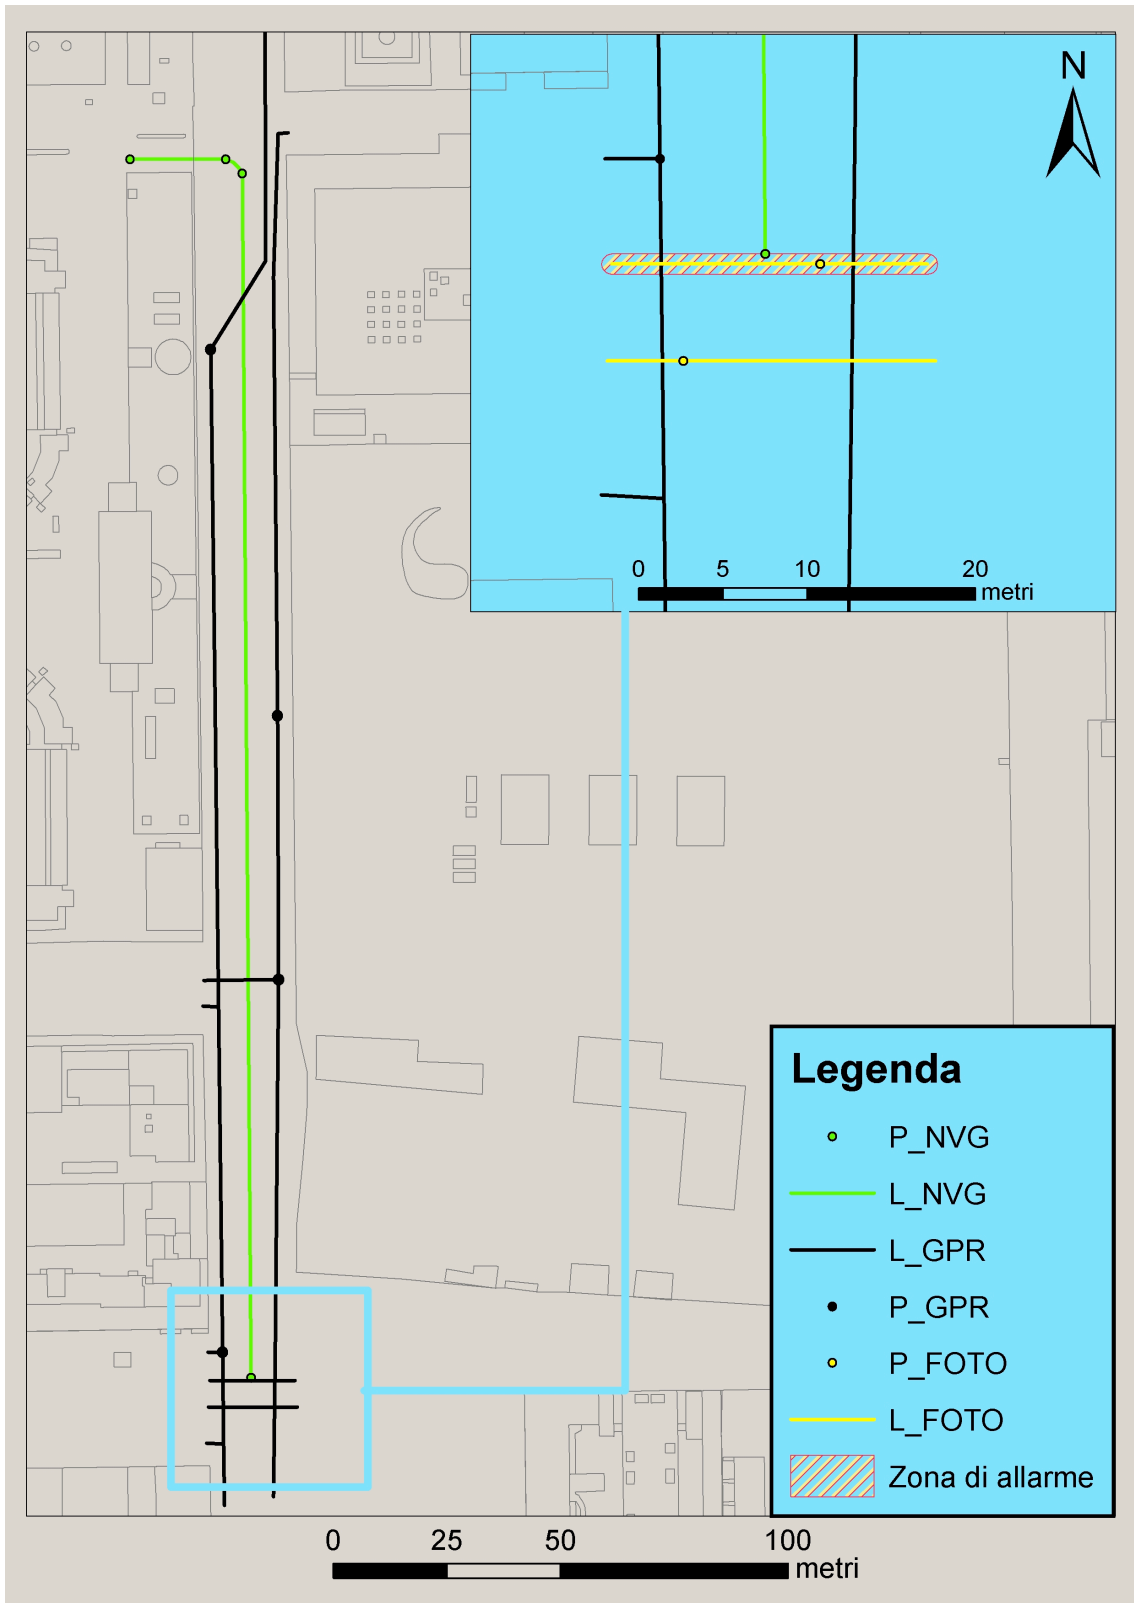 N
0 5 10 20
metri
Legenda
P_NVG
L_NVG
L_GPR
P_GPR
P_FOTO
L_FOTO
Zona di allarme
0 25 50 100
metri